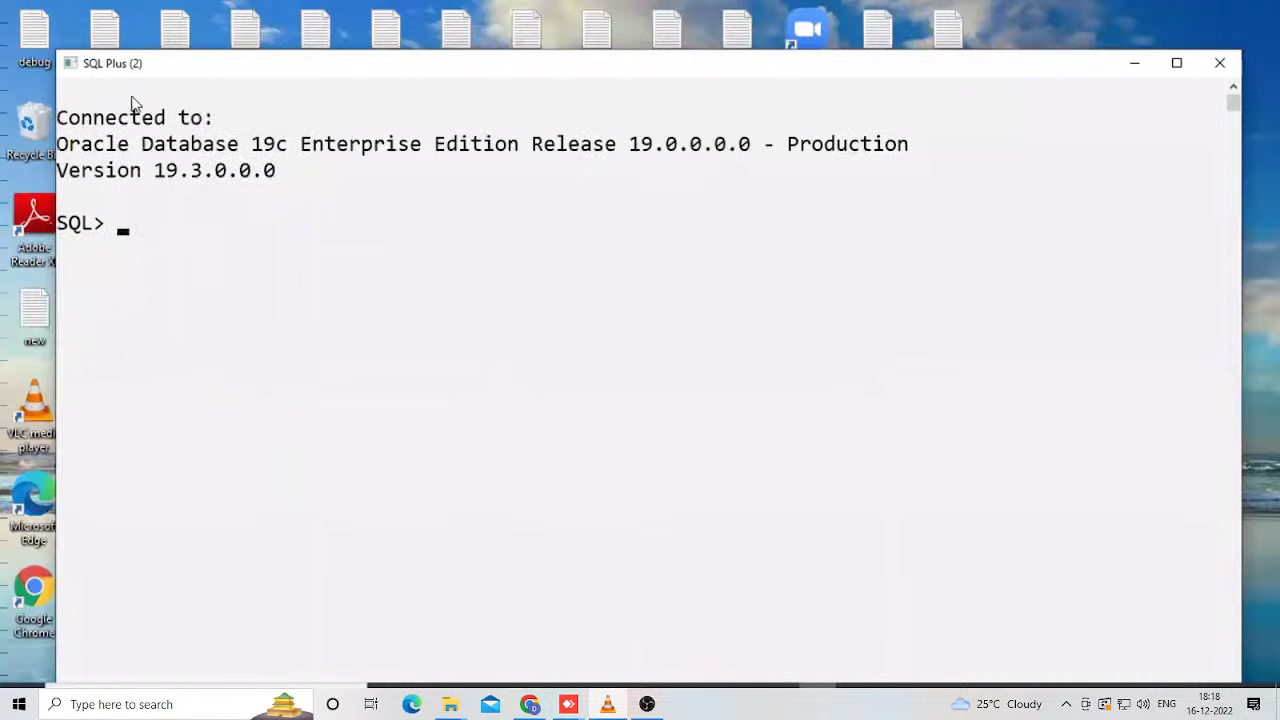 debug
SQL Plus (2)
Connected to:
Oracle Database 19c Enterprise Edition Release 19.0.0.0.0 - Production
Version 19.3.0.0.0
SQL>
Recycle
Adobe
Reader X
new
VLC
player
Microsoft
Edge
Google
Chrome
Type here to search
25°C Cloudy
ENG
18:18
16-12-2022